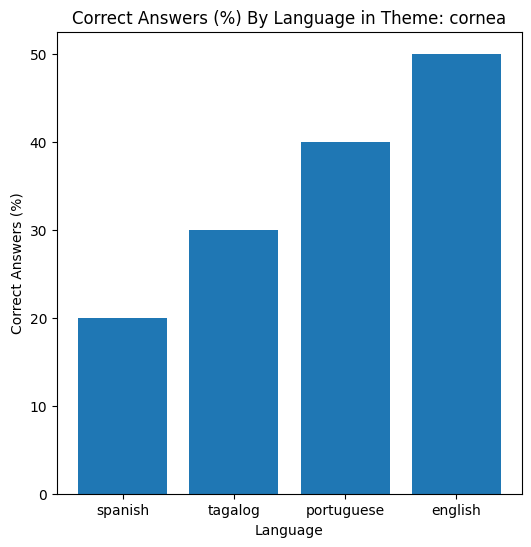 Correct Answers (%) By Language in Theme: cornea
Correct Answers (%)
50
40
30
20
10
0
spanish tagalog portuguese english
Language